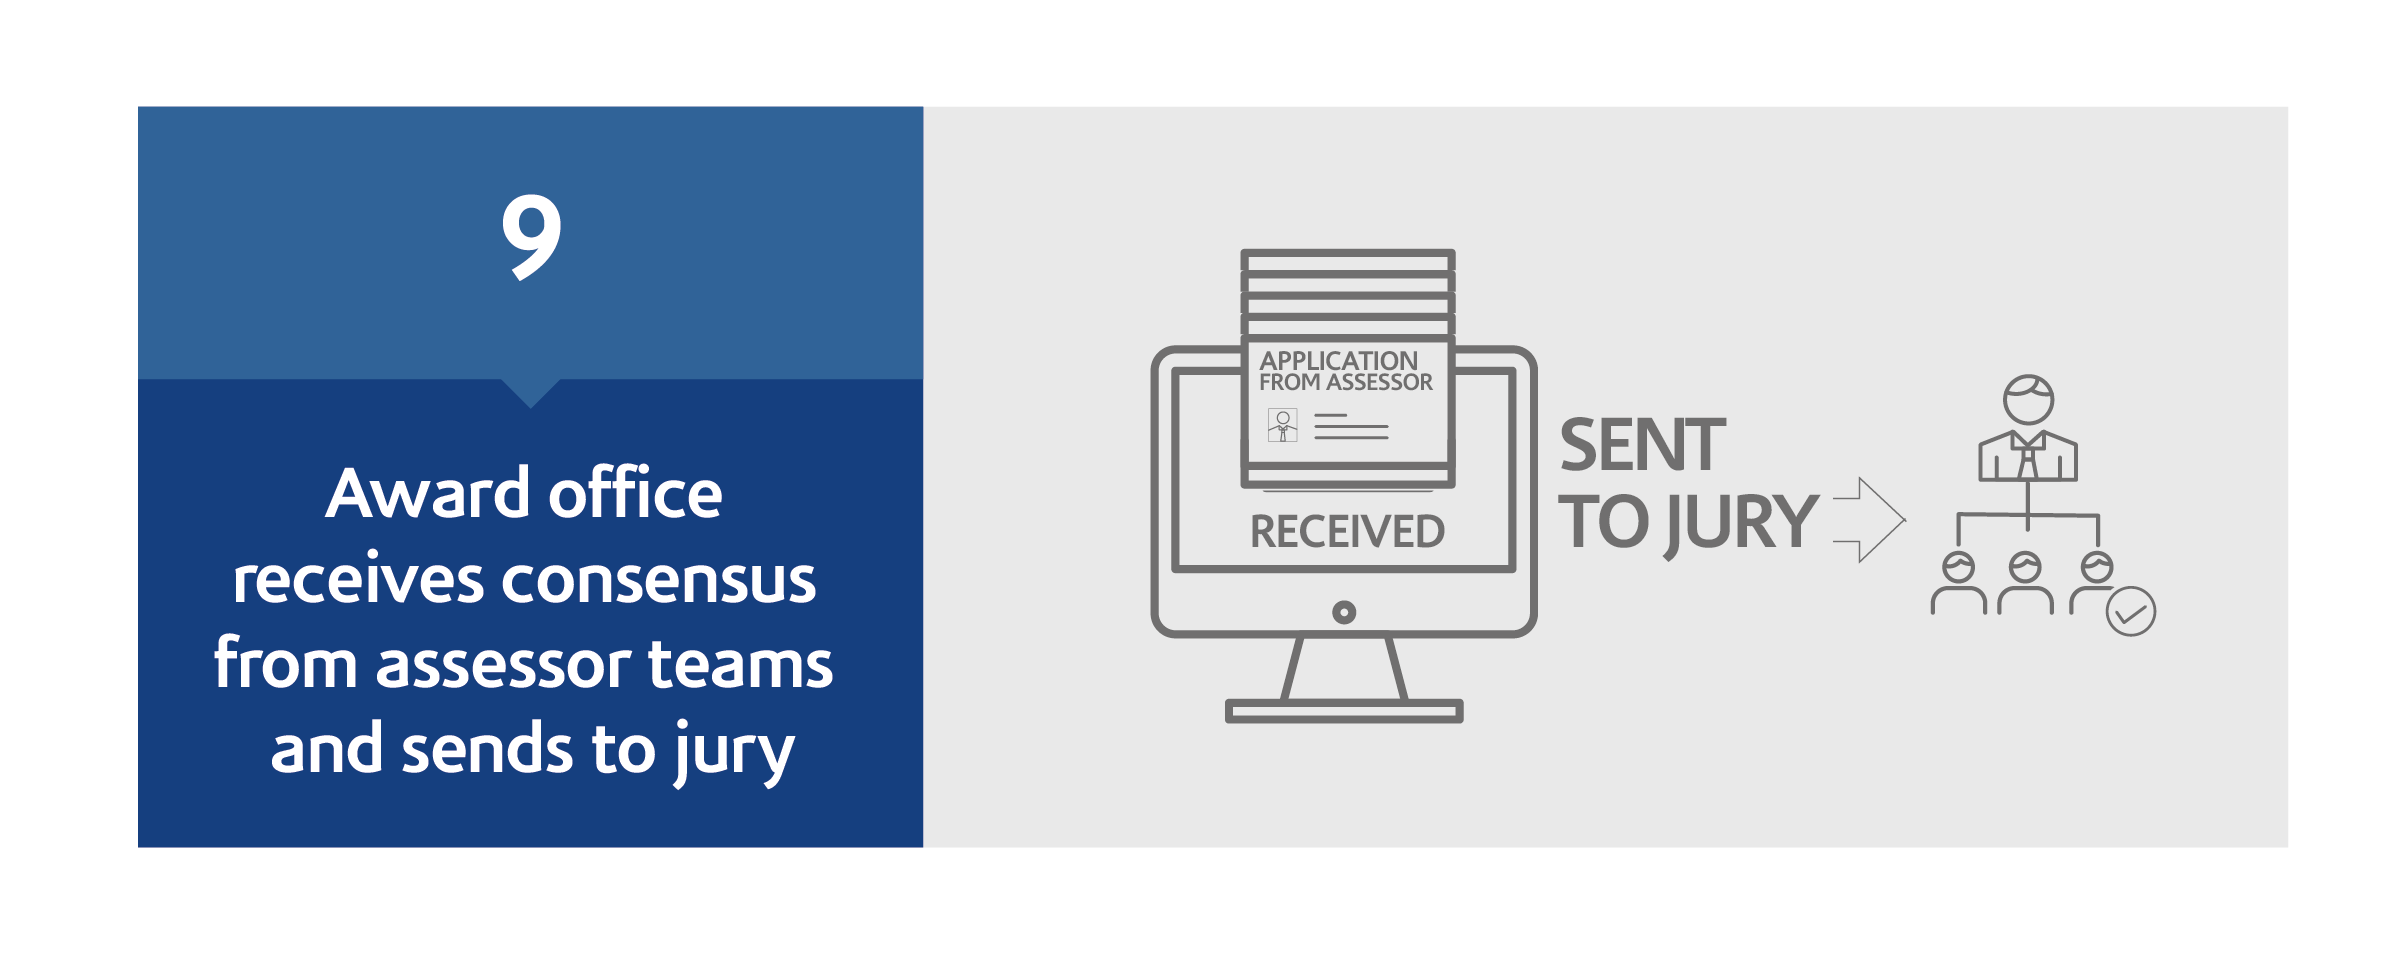 9
Award office
receives consensus
from assessor teams
and sends to jury
APPLICATION
FROM ASSESSOR
RECEIVED
SENT
TO JURY